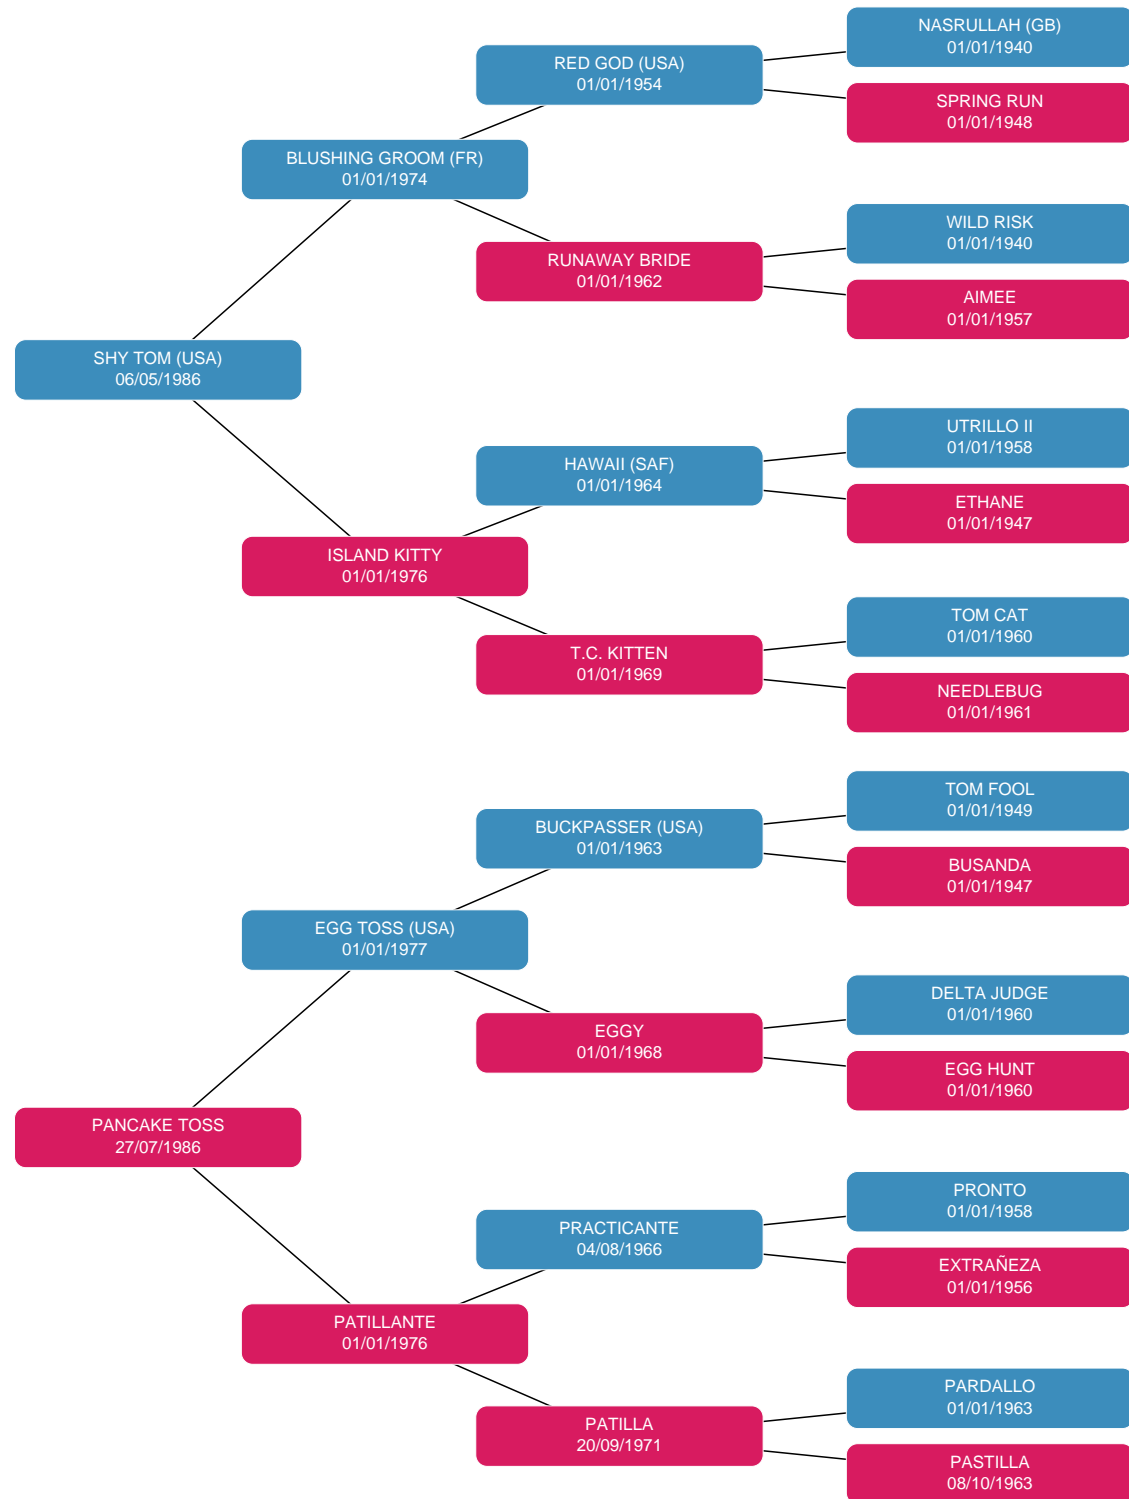 NASRULLAH (GB)
01/01/1940
RED GOD (USA)
01/01/1954
SPRING RUN
01/01/1948
BLUSHING GROOM (FR)
01/01/1974
WILD RISK
01/01/1940
RUNAWAY BRIDE
01/01/1962
AIMEE
01/01/1957
SHY TOM (USA)
06/05/1986
UTRILLO II
01/01/1958
HAWAII (SAF)
01/01/1964
ETHANE
01/01/1947
ISLAND KITTY
01/01/1976
TOM CAT
01/01/1960
T.C. KITTEN
01/01/1969
NEEDLEBUG
01/01/1961
TOM FOOL
01/01/1949
BUCKPASSER (USA)
01/01/1963
BUSANDA
01/01/1947
EGG TOSS (USA)
01/01/1977
DELTA JUDGE
01/01/1960
EGGY
01/01/1968
EGG HUNT
01/01/1960
PANCAKE TOSS
27/07/1986
PRONTO
01/01/1958
PRACTICANTE
04/08/1966
EXTRAÑEZA
01/01/1956
PATILLANTE
01/01/1976
PARDALLO
01/01/1963
PATILLA
20/09/1971
PASTILLA
08/10/1963